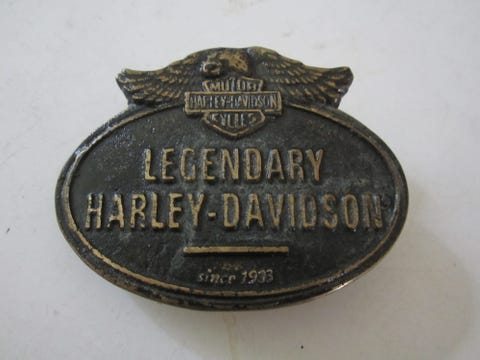 MOTOR
HARLEY-DAVIDSON
CYCLES
LEGENDARY
HARLEY-DAVIDSON
since 1903